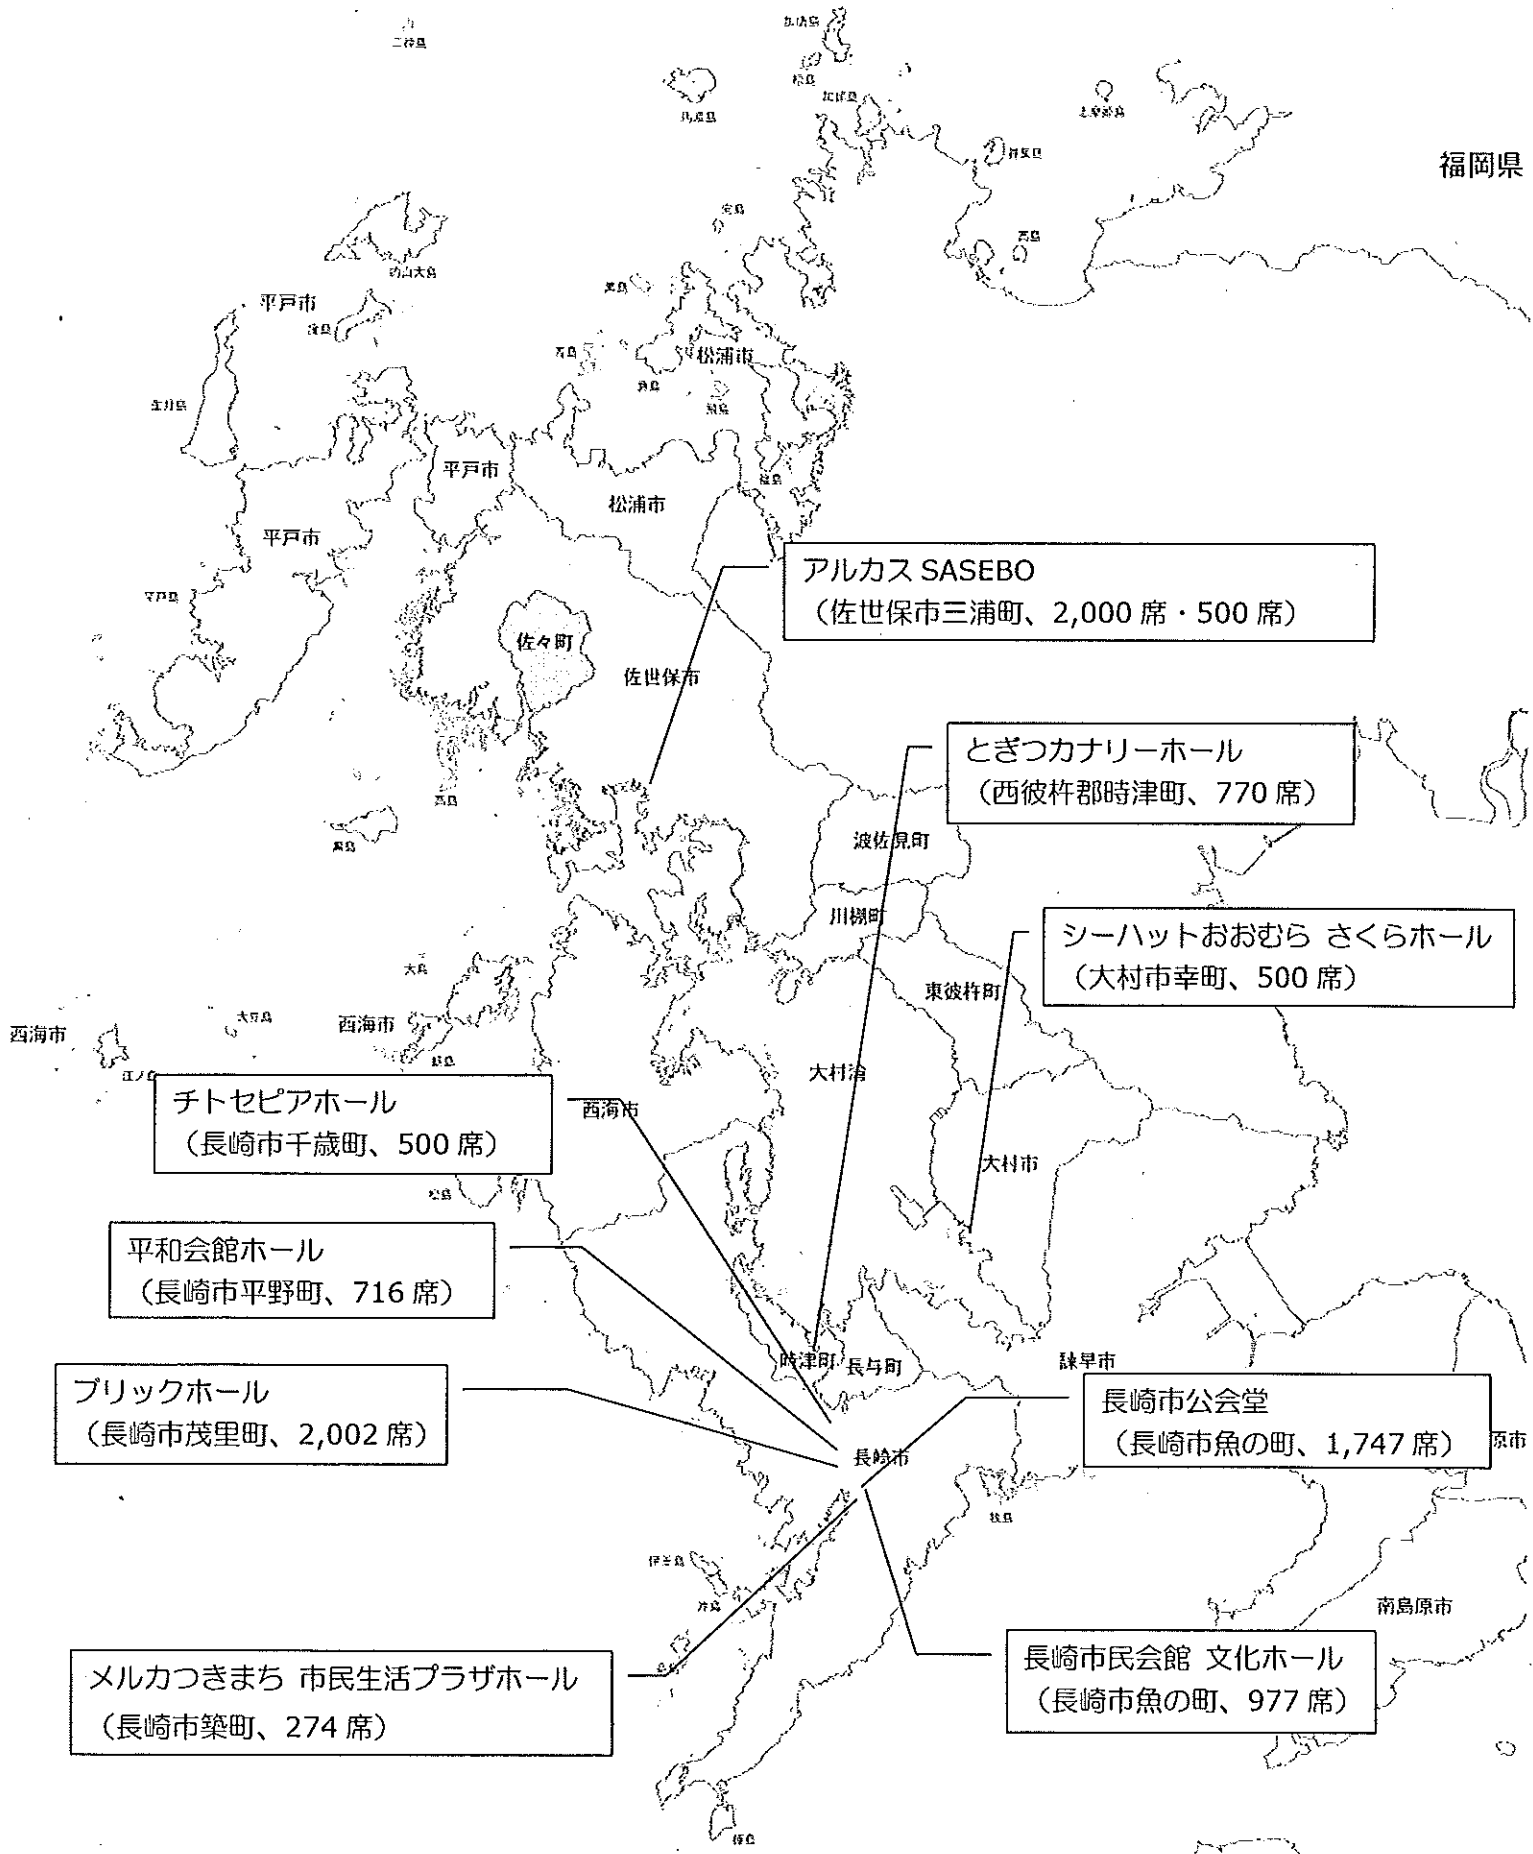 福岡県
平戸市
松浦市
平戸市
松浦市
平戸市
アルカス SASEBO
(佐世保市三浦町、2,000 席・500 席)
佐々町
佐世保市
とぎつカナリーホール
(西彼杵郡時津町、770 席)
黒島
波佐見町
川棚町
シーハットおおむら さくらホール
(大村市幸町、500 席)
大島
東彼杵町
西海市
西海市
大村湾
チトセピアホール
(長崎市千歳町、500 席)
西海市
大村市
松島
平和会館ホール
(長崎市平野町、716 席)
時津町
長与町
諫早市
ブリックホール
(長崎市茂里町、2,002 席)
長崎市公会堂
(長崎市魚の町、1,747 席)
原市
長崎市
南島原市
メルカつきまち 市民生活プラザホール
(長崎市築町、274 席)
長崎市民会館 文化ホール
(長崎市魚の町、977 席)